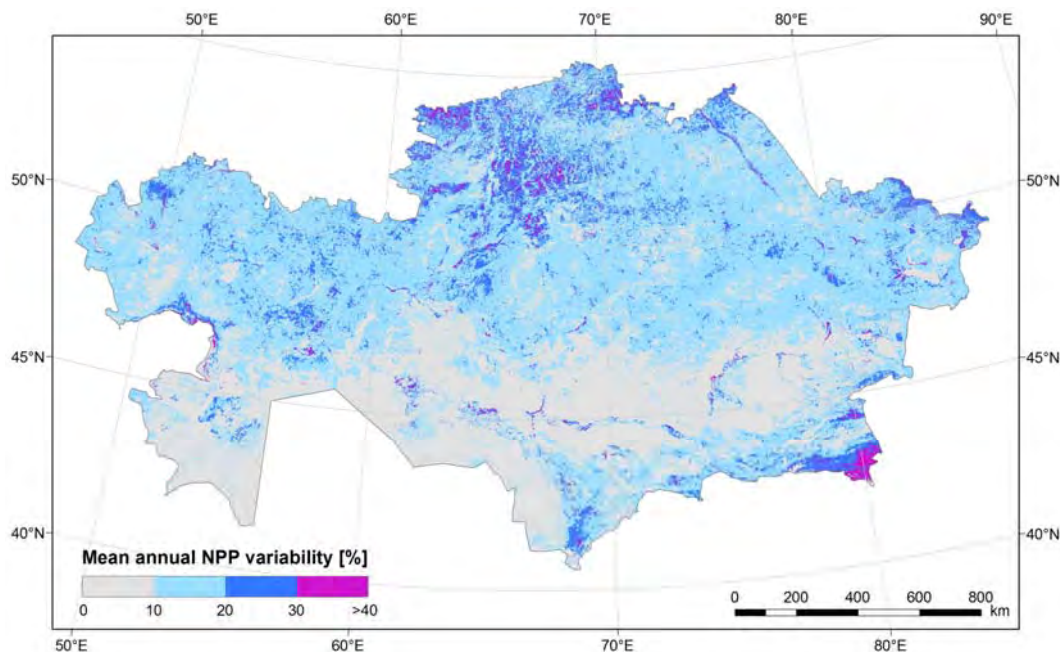 50°E 60°E 70°E 80°E 90°E
50°N 50°N
45°N 45°N
40°N 40°N
Mean annual NPP variability [%]
0 10 20 30 >40
0 200 400 600 800
km
50°E 60°E 70°E 80°E